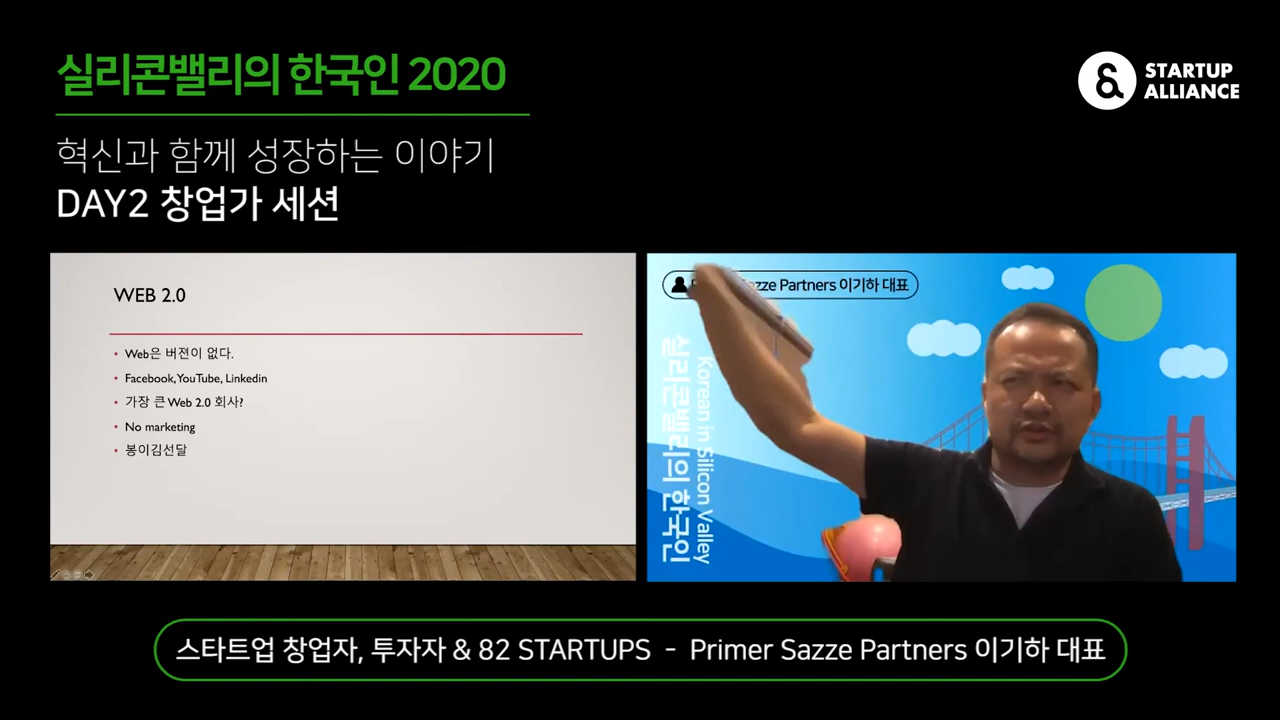 실리콘밸리의 한국인 2020
STARTUP
ALLIANCE
혁신과 함께 성장하는 이야기
DAY2 창업가 세션
WEB 2.0
• Web은 버젼이 없다.
• Facebook,YouTube, Linkedin
• 가장 큰 Web 2.0 회사?
• No marketing
• 봉이김선달
Sazze Partners 이기하 대표
Korean in Silicon Valley
실리콘밸리의 한국인
스타트업 창업자, 투자자 & 82 STARTUPS - Primer Sazze Partners 이기하 대표